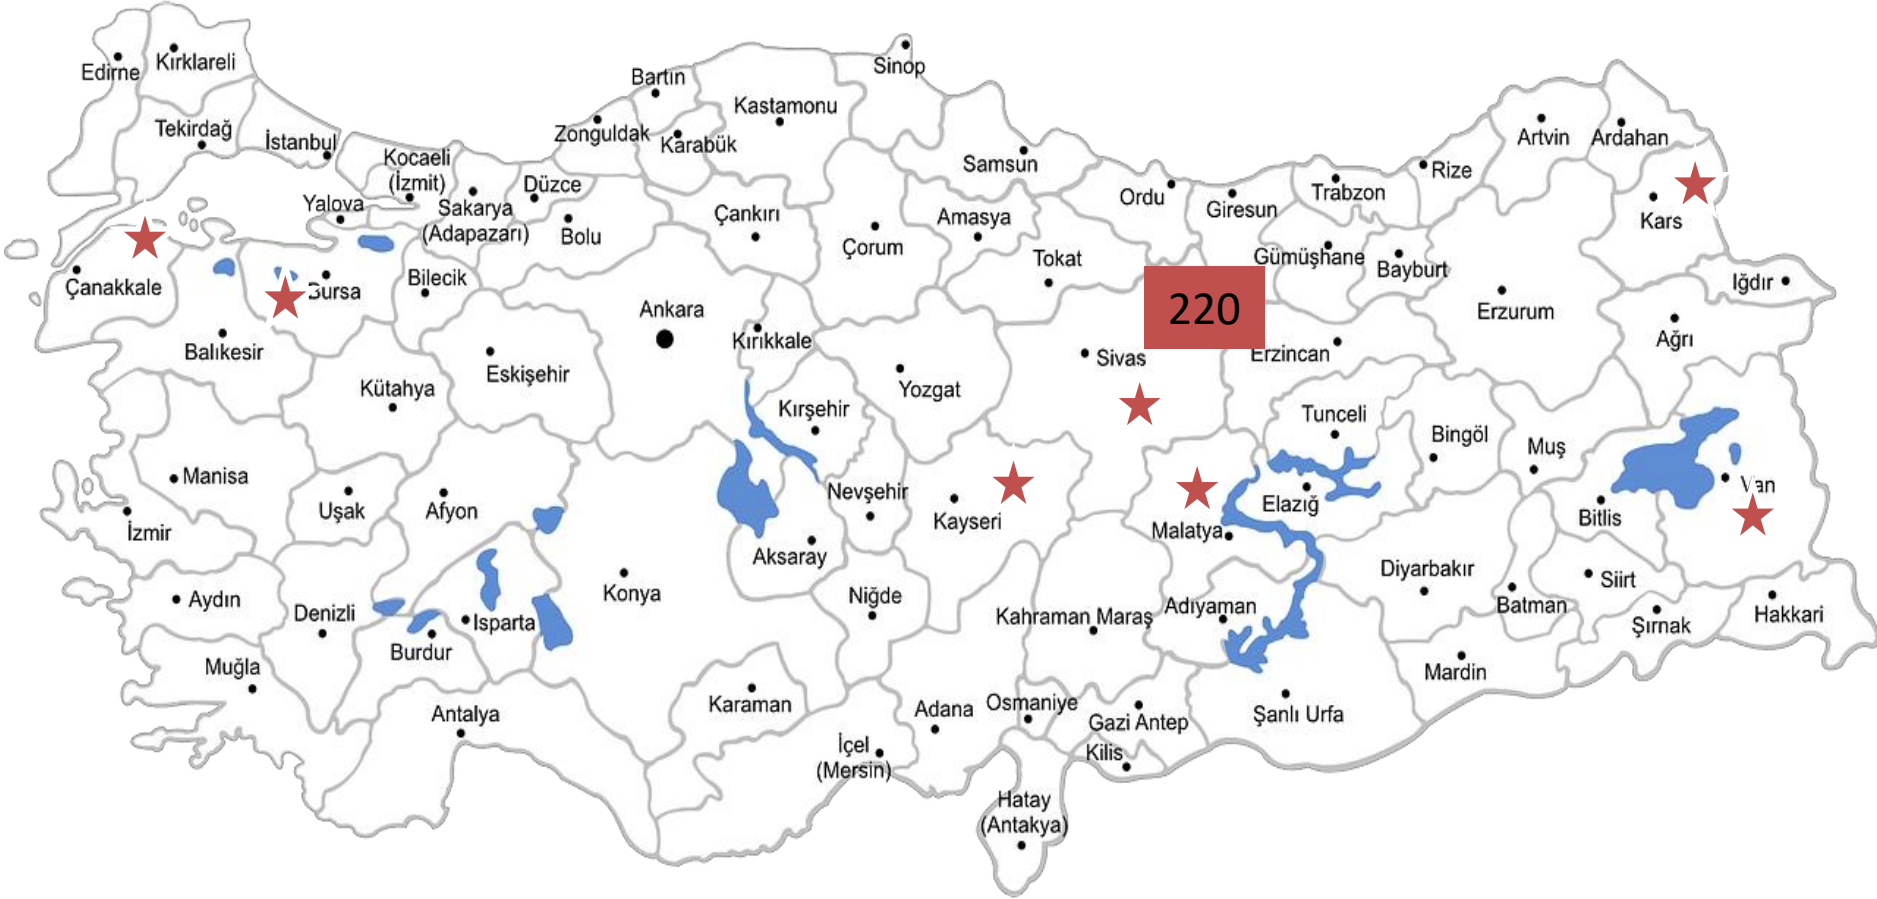 Edirne
Kırklareli
Tekirdağ
İstanbul
Kocaeli
(İzmit)
Yalova
Sakarya
(Adapazarı)
Düzce
Bolu
Zonguldak
Bartın
Karabük
Kastamonu
Sinop
Çankırı
Çorum
Samsun
Amasya
Tokat
Ordu
Giresun
Trabzon
Rize
Artvin
Ardahan
Kars
Gümüşhane
Bayburt
Erzurum
Iğdır
Ağrı
Çanakkale
Bursa
Bilecik
Balıkesir
Kütahya
Eskişehir
Ankara
Kırıkkale
Yozgat
Sivas
220
Erzincan
Kırşehir
Tunceli
Bingöl
Muş
Van
Bitlis
Manisa
Uşak
Afyon
İzmir
Nevşehir
Kayseri
Malatya
Elazığ
Aksaray
Diyarbakır
Siirt
Batman
Şırnak
Hakkari
Aydın
Denizli
Isparta
Burdur
Konya
Niğde
Kahraman Maraş
Adıyaman
Mardin
Muğla
Antalya
Karaman
İçel
(Mersin)
Adana
Osmaniye
Gazi Antep
Kilis
Şanlı Urfa
Hatay
(Antakya)